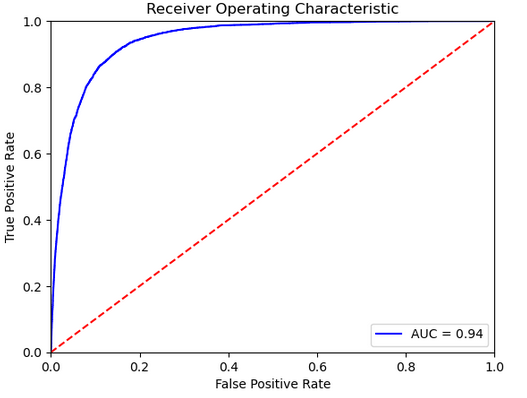 Receiver Operating Characteristic
1.0
0.8
0.6
0.4
0.2
0.0
True Positive Rate
AUC = 0.94
0.0 0.2 0.4 0.6 0.8 1.0
False Positive Rate